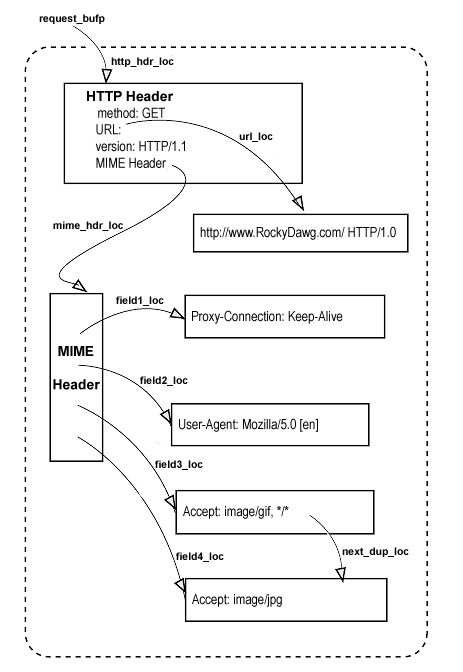 request_bufp
http_hdr_loc
HTTP Header
method: GET
URL:
url_loc
version: HTTP/1.1
MIME Header
mime_hdr_loc
http://www.RockyDawg.com/ HTTP/1.0
field1_loc
Proxy-Connection: Keep-Alive
MIME
Header
field2_loc
User-Agent: Mozilla/5.0 [en]
field3_loc
Accept: image/gif, */*
next_dup_loc
field4_loc
Accept: image/jpg